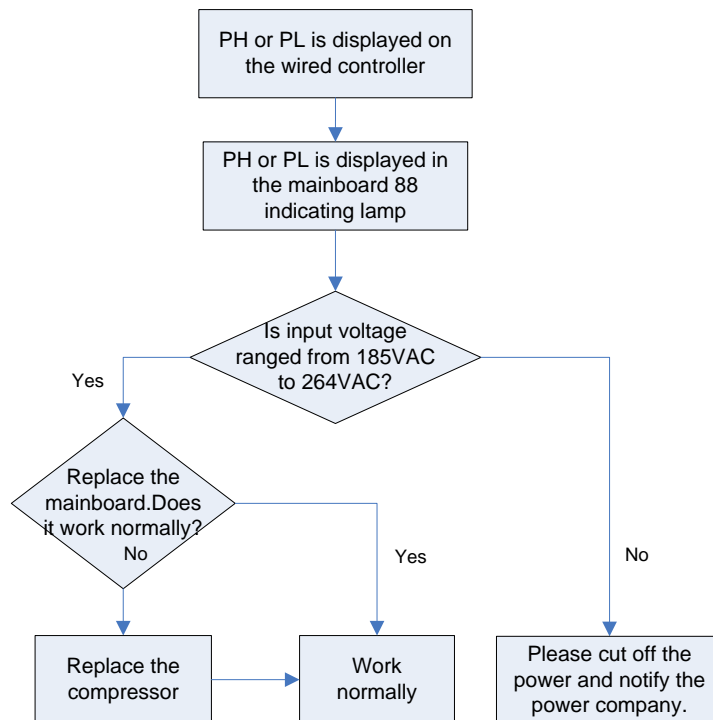 PH or PL is displayed on
the wired controller
PH or PL is displayed in
the mainboard 88
indicating lamp
Is input voltage
ranged from 185VAC
to 264VAC?
Yes
Replace the
mainboard.Does
it work normally?
No
Yes
No
Replace the
compressor
Work
normally
Please cut off the
power and notify the
power company.